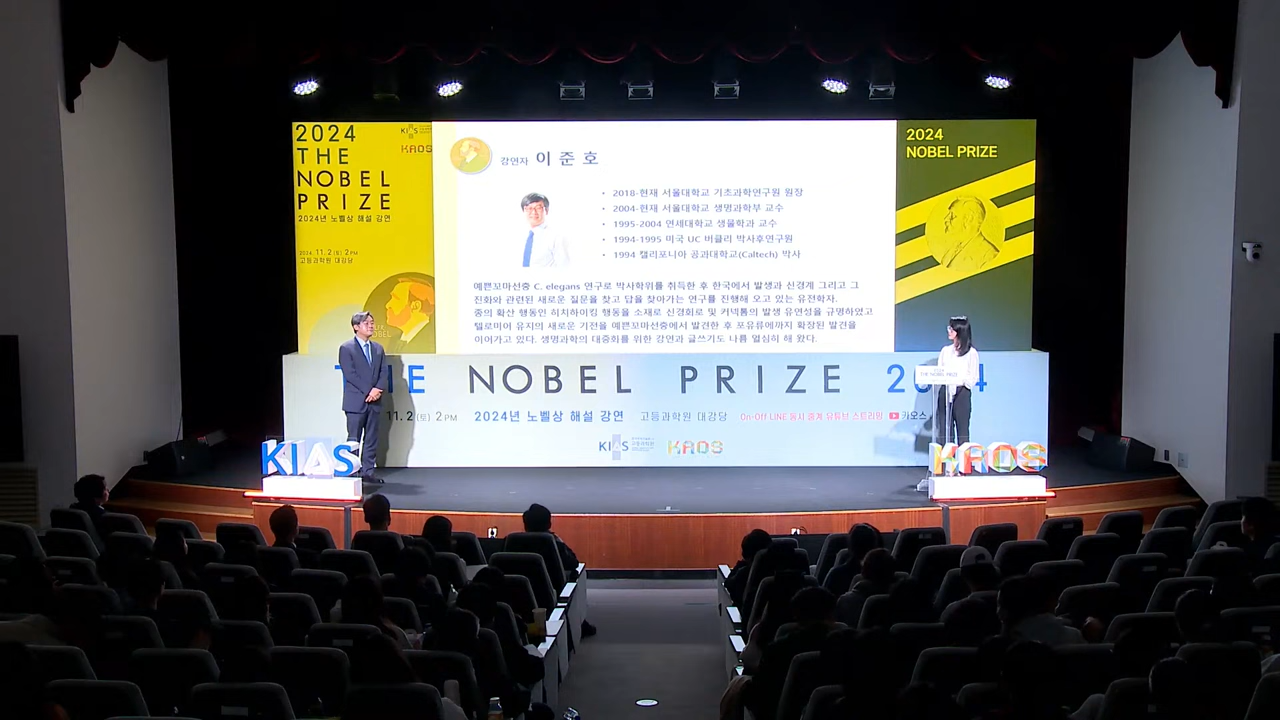 2024
THE
NOBEL
PRIZE
2024년 노벨상 해설 강연
2024. 11.2 (토) 2PM
고등과학원 대강당
KIAS
KAOS
강연자 이 준 호
• 2018-현재 서울대학교 기초과학연구원 원장
• 2004-현재 서울대학교 생명과학부 교수
• 1995-2004 연세대학교 생물학과 교수
• 1994-1995 미국 UC 버클리 박사후연구원
• 1994 캘리포니아 공과대학교(Caltech) 박사
예쁜꼬마선충 C. elegans 연구로 박사학위를 취득한 후 한국에서 발생과 신경계 그리고 그
진화와 관련된 새로운 질문을 찾고 답을 찾아가는 연구를 진행해 오고 있는 유전학자.
중의 확산 행동인 히치하이킹 행동을 소재로 신경회로 및 커넥톰의 발생 유연성을 규명하였고
텔로미어 유지의 새로운 기전을 예쁜꼬마선충에서 발견한 후 포유류에까지 확장된 발견을
이어가고 있다. 생명과학의 대중화를 위한 강연과 글쓰기도 나름 열심히 해 왔다.
2024
NOBEL PRIZE
THE NOBEL PRIZE 2024
11.2 (토) 2PM 2024년 노벨상 해설 강연 고등과학원 대강당 On-Off LINE 동시 중계 유튜브 스트리밍 카오스
KIAS 고등과학원 KAOS
THE NOBEL PRIZE
KIAS
KAOS